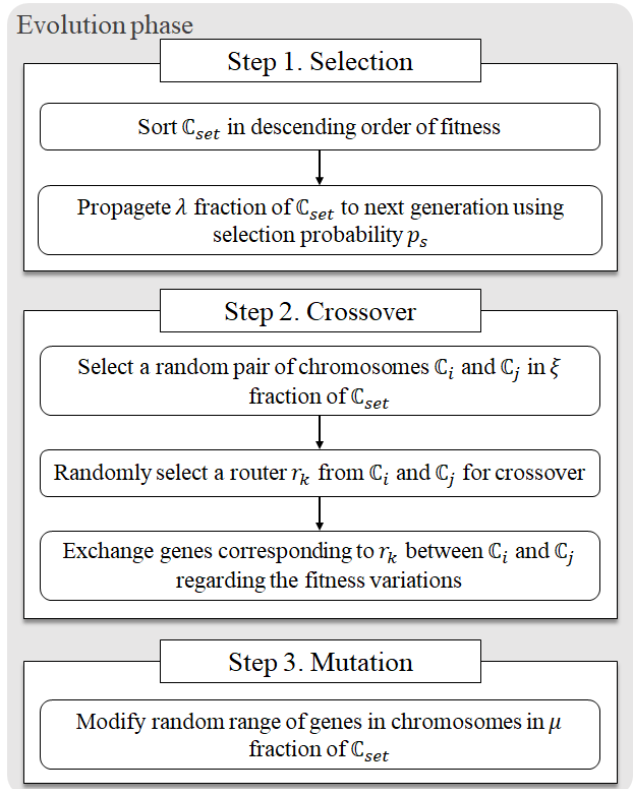 Evolution phase
Step 1. Selection
Sort ℂ_set in descending order of fitness
Propagete λ fraction of ℂ_set to next generation using
selection probability p_s
Step 2. Crossover
Select a random pair of chromosomes ℂ_i and ℂ_j in ξ
fraction of ℂ_set
Randomly select a router r_k from ℂ_i and ℂ_j for crossover
Exchange genes corresponding to r_k between ℂ_i and ℂ_j
regarding the fitness variations
Step 3. Mutation
Modify random range of genes in chromosomes in μ
fraction of ℂ_set